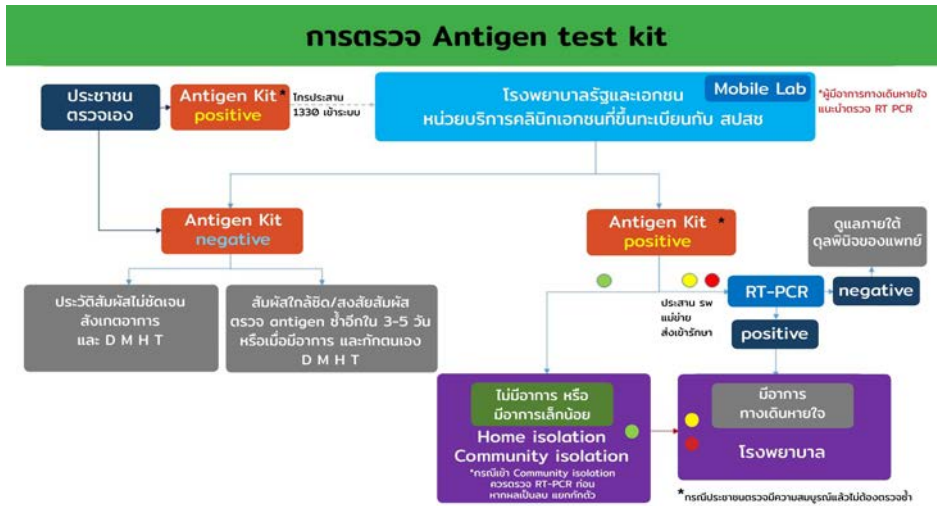 การตรวจ Antigen test kit
ประชาชน
ตรวจเอง
Antigen Kit*
positive
โทรประสาน
1330 เข้าระบบ
Mobile Lab
โรงพยาบาลรัฐและเอกชน
หน่วยบริการคลินิกเอกชนที่ขึ้นทะเบียนกับ สปสช
*ผู้มีอาการทางเดินหายใจ
แนะนำตรวจ RT PCR
Antigen Kit
negative
Antigen Kit *
positive
ดูแลภายใต้
ดุลพินิจของแพทย์
ประวัติสัมผัสไม่ชัดเจน
สังเกตอาการ
และ D M H T
สัมผัสใกล้ชิด/สงสัยสัมผัส
ตรวจ antigen ซ้ำอีกใน 3-5 วัน
หรือเมื่อมีอาการ และกักตนเอง
D M H T
ประสาน รพ
แม่ข่าย
ส่งเข้ารักษา
RT-PCR
negative
positive
ไม่มีอาการ หรือ
มีอาการเล็กน้อย
Home isolation
Community isolation
*กรณีเข้า Community isolation
ควรตรวจ RT-PCR ก่อน
หากผลเป็นลบ แยกกักตัว
มีอาการ
ทางเดินหายใจ
โรงพยาบาล
*กรณีประชาชนตรวจมีความสมบูรณ์แล้วไม่ต้องตรวจซ้ำ